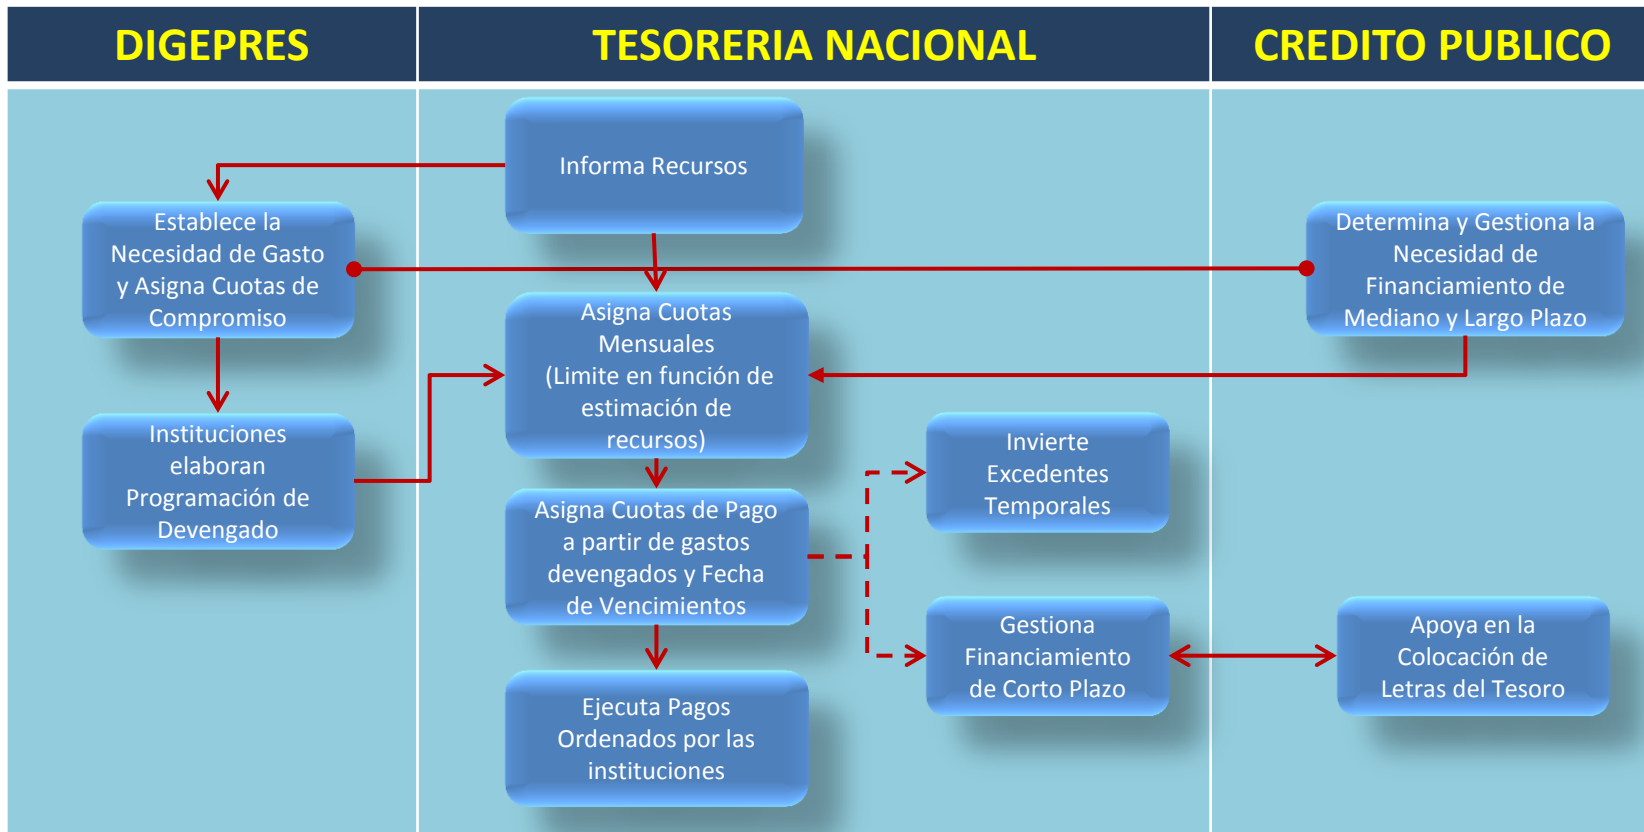 DIGEPRES
TESORERIA NACIONAL
CREDITO PUBLICO
Informa Recursos
Establece la
Necesidad de Gasto
y Asigna Cuotas de
Compromiso
Determina y Gestiona la
Necesidad de
Financiamiento de
Mediano y Largo Plazo
Asigna Cuotas
Mensuales
(Limite en función de
estimación de
recursos)
Instituciones
elaboran
Programación de
Devengado
Invierte
Excedentes
Temporales
Asigna Cuotas de Pago
a partir de gastos
devengados y Fecha
de Vencimientos
Gestiona
Financiamiento
de Corto Plazo
Apoya en la
Colocación de
Letras del Tesoro
Ejecuta Pagos
Ordenados por las
instituciones